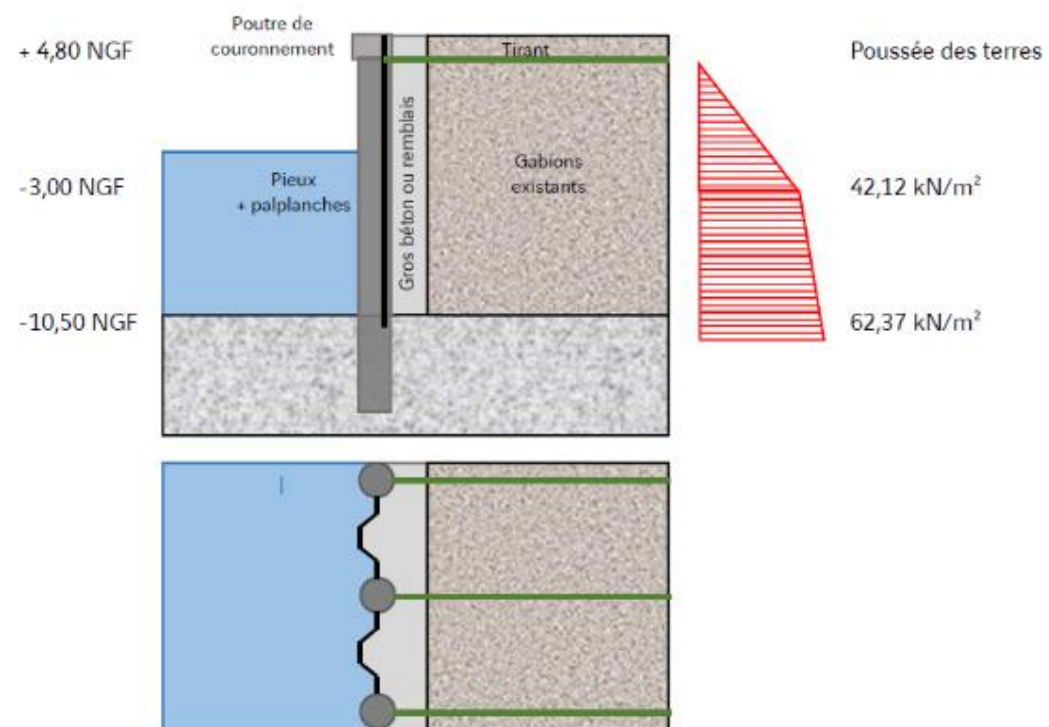 Poutre de
couronnement
+ 4,80 NGF
Tirant
Poussée des terres
Gros béton ou remblais
Gabions
existants
-3,00 NGF
Pieux
+ palplanches
42,12 kN/m²
-10,50 NGF
62,37 kN/m²